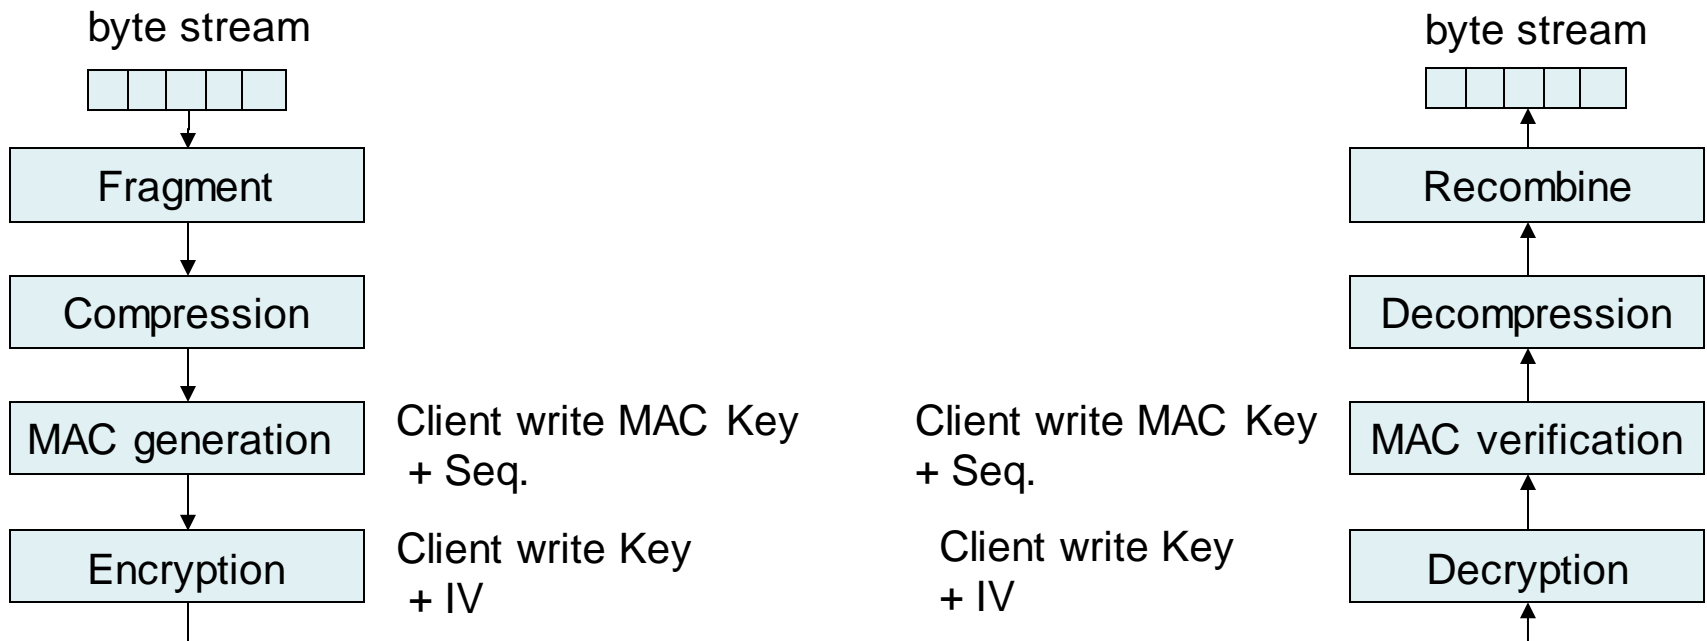 byte stream
Fragment
Compression
MAC generation
Client write MAC Key
+ Seq.
Encryption
Client write Key
+ IV
byte stream
Recombine
Decompression
Client write MAC Key
+ Seq.
MAC verification
Client write Key
+ IV
Decryption